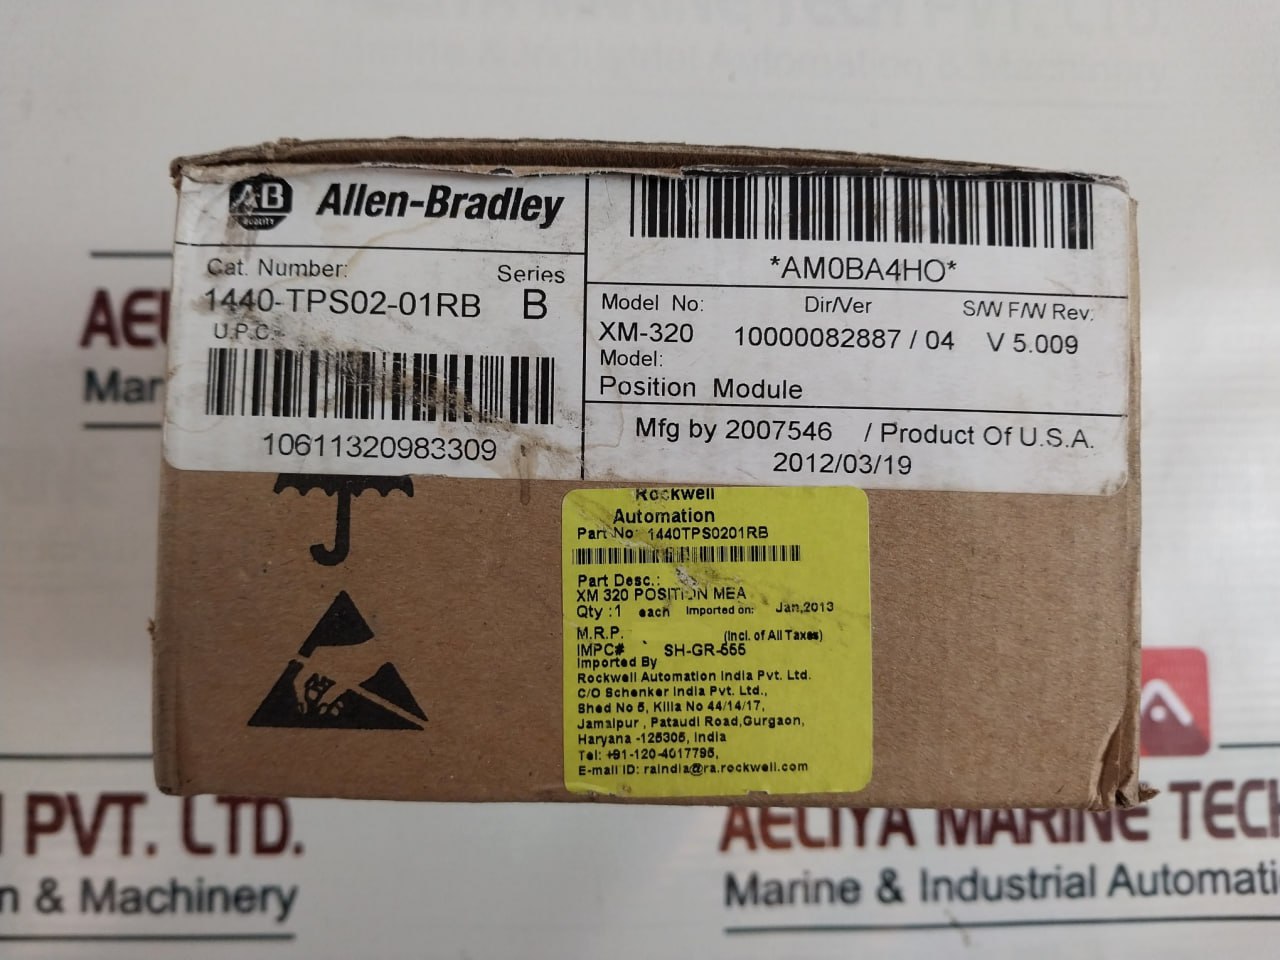 AB
QUALITY
Allen-Bradley
Cat. Number: Series
1440-TPS02-01RB B
U.P.C.
10611320983309
*AM0BA4HO*
Model No: Dir/Ver S/W F/W Rev:
XM-320 10000082887 / 04 V 5.009
Model:
Position Module
Mfg by 2007546 / Product Of U.S.A.
2012/03/19
Rockwell
Automation
Part No: 1440TPS0201RB
Part Desc.:
XM 320 POSITION MEA
Qty :1 each Imported on: Jan,2013
M.R.P. (Incl. of All Taxes)
IMPC# SH-GR-555
Imported By
Rockwell Automation India Pvt. Ltd.
C/O Schenker India Pvt. Ltd.,
Shed No 5, Killa No 44/14/17,
Jamalpur , Pataudi Road,Gurgaon,
Haryana -125305, India
Tel: +91-120-4017795,
E-mail ID: raindia@ra.rockwell.com
AEL
Mar
PVT. LTD.
n & Machinery
AELIYA MARINE TECH
Marine & Industrial Automati